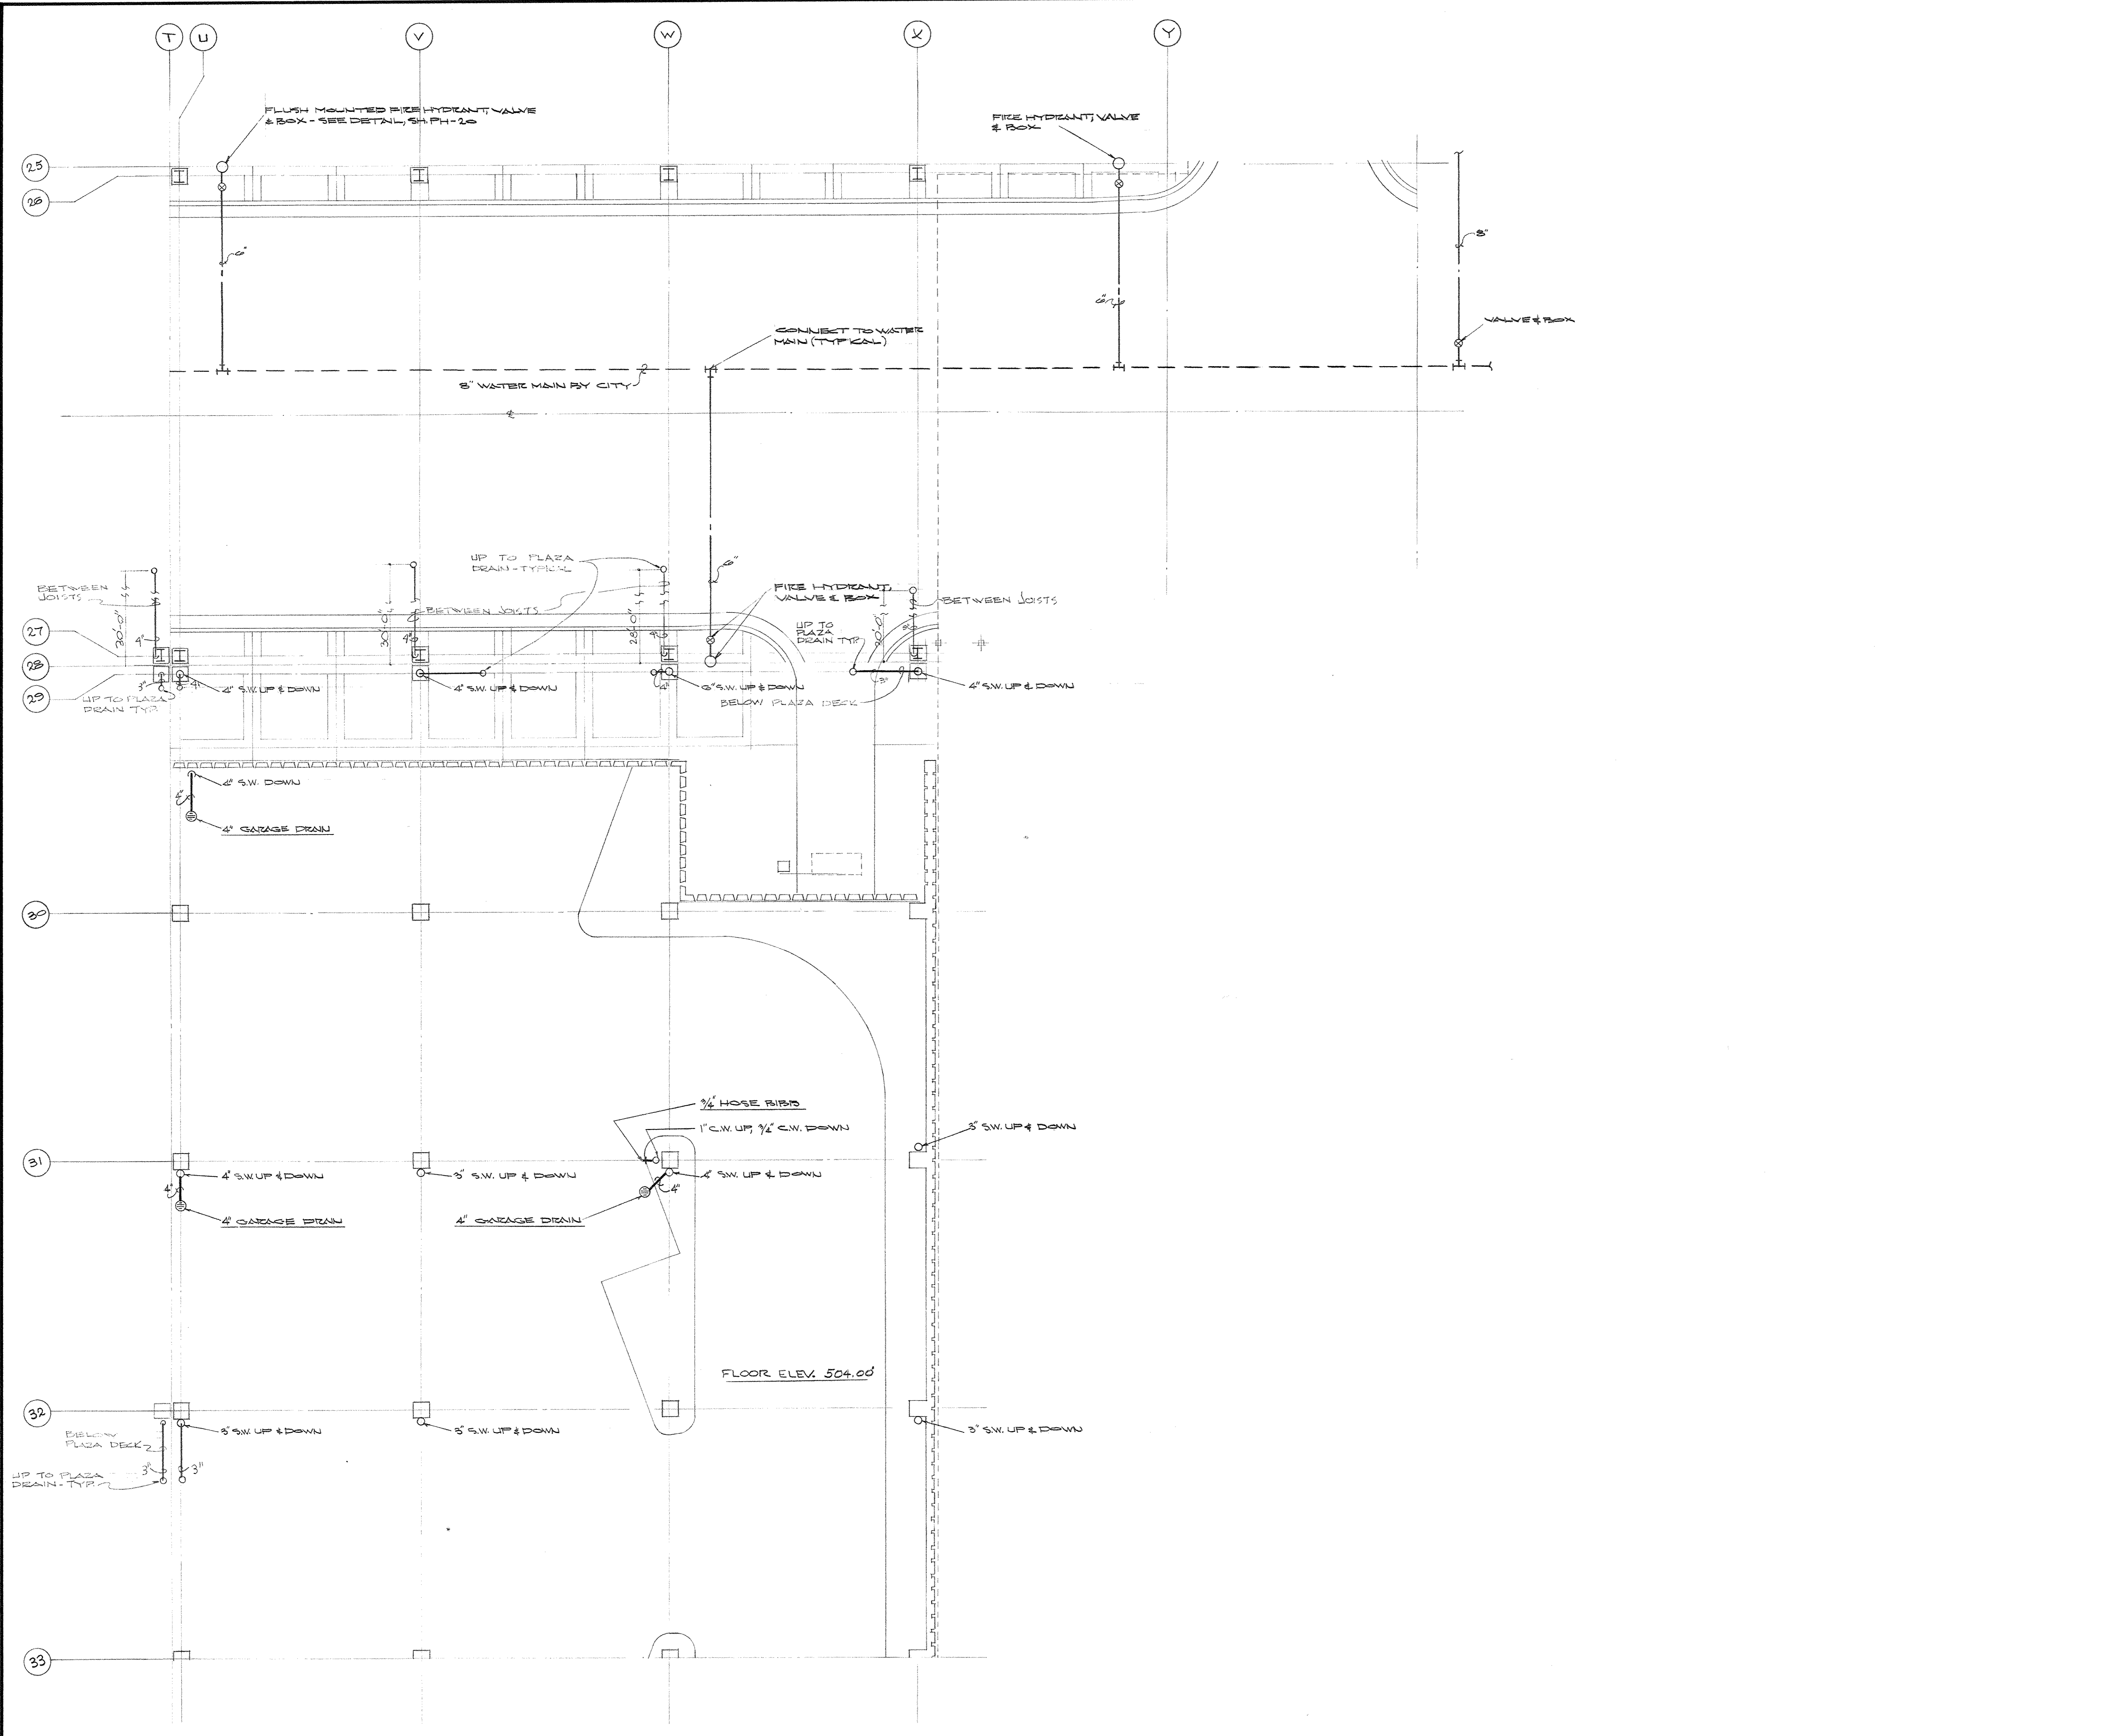 T U V W X Y
FLUSH MOUNTED FIRE HYDRANT, VALVE
& BOX - SEE DETAIL, SH. PH-20
FIRE HYDRANT, VALVE
& BOX
25
26
6"
8"
6"
VALVE & BOX
CONNECT TO WATER
MAIN (TYPICAL)
8" WATER MAIN BY CITY
℄
UP TO PLAZA
DRAIN - TYPICAL
6"
BETWEEN
JOISTS
FIRE HYDRANT,
VALVE & BOX
BETWEEN JOISTS
BETWEEN JOISTS
30'-0"
30'-0"
28'-0"
20'-0"
UP TO
PLAZA
DRAIN TYP.
27
4"
4"
4"
28
3"
4"
4" S.W. UP & DOWN
4" S.W. UP & DOWN
4"
6" S.W. UP & DOWN
3"
4" S.W. UP & DOWN
29
UP TO PLAZA
DRAIN TYP.
BELOW PLAZA DECK
4" S.W. DOWN
4"
4" GARAGE DRAIN
30
3/4" HOSE BIBB
1" C.W. UP, 3/4" C.W. DOWN
3" S.W. UP & DOWN
31
4" S.W. UP & DOWN
3" S.W. UP & DOWN
4" S.W. UP & DOWN
4"
4"
4" GARAGE DRAIN
4" GARAGE DRAIN
FLOOR ELEV. 504.00'
32
3" S.W. UP & DOWN
3" S.W. UP & DOWN
3" S.W. UP & DOWN
BELOW
PLAZA DECK
3"
3"
UP TO PLAZA
DRAIN - TYP.
33